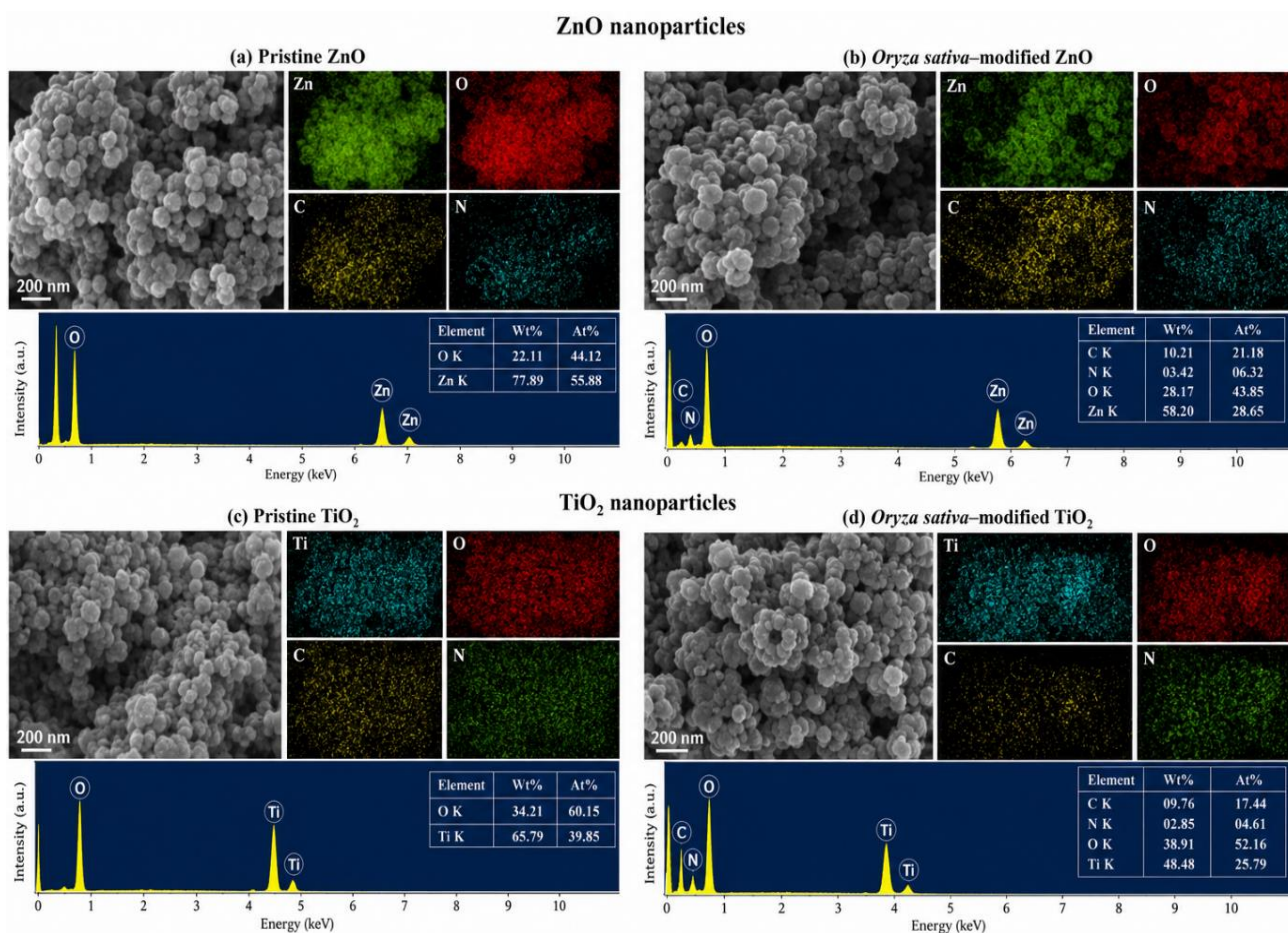 ZnO nanoparticles
(a) Pristine ZnO
Zn
O
C
N
200 nm
Intensity (a.u.)
O
Zn
Zn
Element Wt% At%
O K 22.11 44.12
Zn K 77.89 55.88
0 1 2 3 4 5 6 7 8 9 10
Energy (keV)
(b) Oryza sativa–modified ZnO
Zn
O
C
N
200 nm
Intensity (a.u.)
C
N
O
Zn
Zn
Element Wt% At%
C K 10.21 21.18
N K 03.42 06.32
O K 28.17 43.85
Zn K 58.20 28.65
0 1 2 3 4 5 6 7 8 9 10
Energy (keV)
TiO₂ nanoparticles
(c) Pristine TiO₂
Ti
O
C
N
200 nm
Intensity (a.u.)
O
Ti
Ti
Element Wt% At%
O K 34.21 60.15
Ti K 65.79 39.85
0 1 2 3 4 5 6 7 8 9 10
Energy (keV)
(d) Oryza sativa–modified TiO₂
Ti
O
C
N
200 nm
Intensity (a.u.)
C
N
O
Ti
Ti
Element Wt% At%
C K 09.76 17.44
N K 02.85 04.61
O K 38.91 52.16
Ti K 48.48 25.79
0 1 2 3 4 5 6 7 8 9 10
Energy (keV)